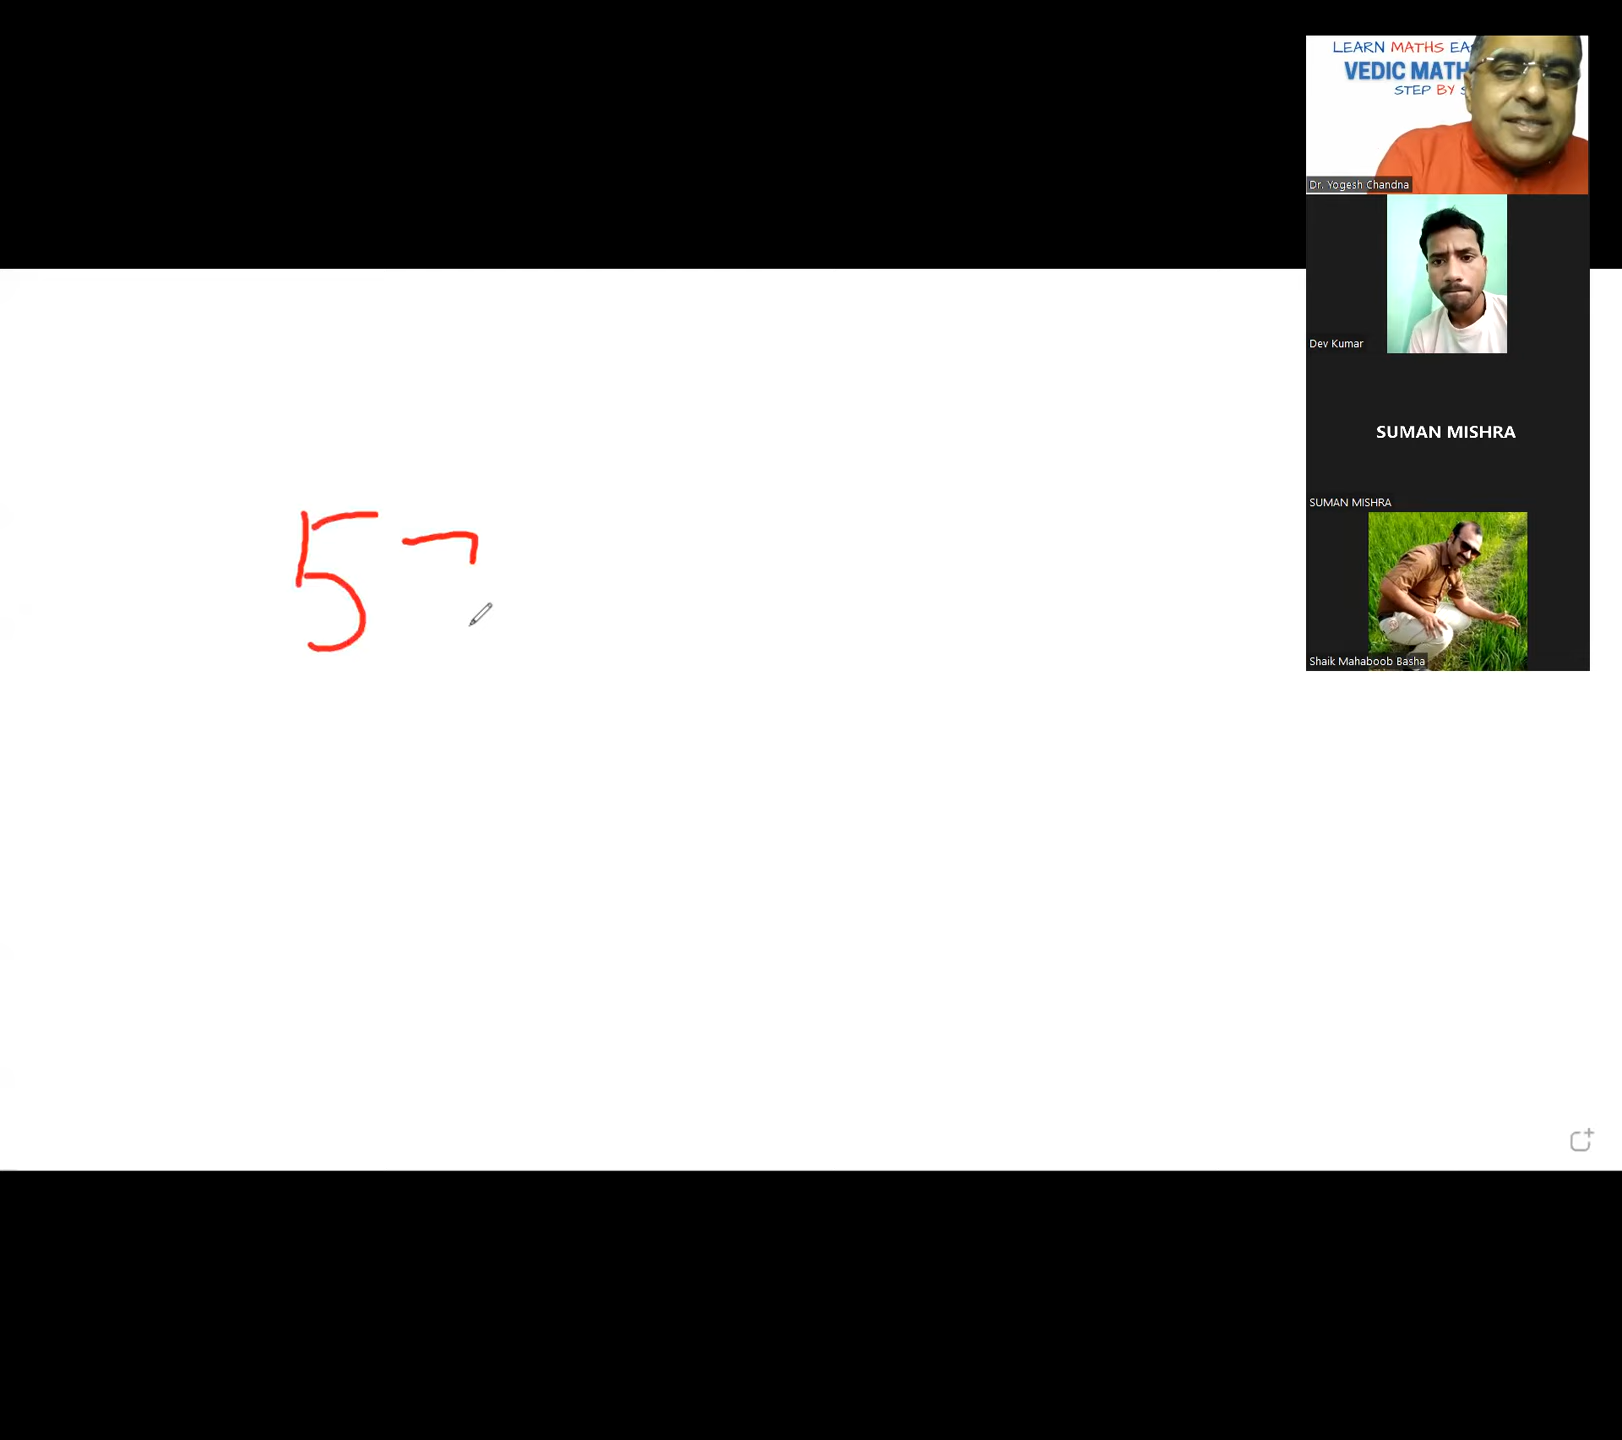 LEARN MATHS EA
VEDIC MATH
STEP BY S
Dr. Yogesh Chandna
Dev Kumar
SUMAN MISHRA
SUMAN MISHRA
Shaik Mahaboob Basha
57